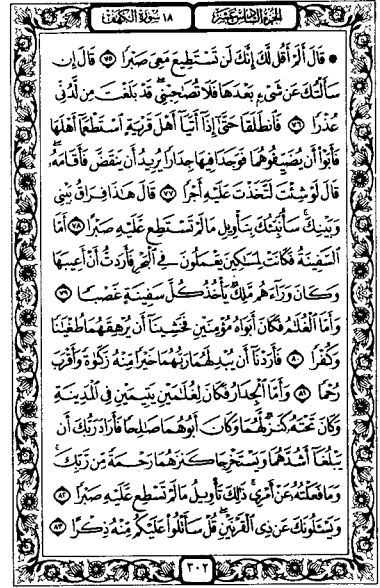 الجزء السادس عشر ١٨ سورة الكهف
۞ قَالَ أَلَمْ أَقُل لَّكَ إِنَّكَ لَن تَسْتَطِيعَ مَعِيَ صَبْرًا ٧٥ قَالَ إِن
سَأَلْتُكَ عَن شَيْءٍ بَعْدَهَا فَلَا تُصَاحِبْنِي ۖ قَدْ بَلَغْتَ مِن لَّدُنِّي
عُذْرًا ٧٦ فَانطَلَقَا حَتَّىٰ إِذَا أَتَيَا أَهْلَ قَرْيَةٍ اسْتَطْعَمَا أَهْلَهَا
فَأَبَوْا أَن يُضَيِّفُوهُمَا فَوَجَدَا فِيهَا جِدَارًا يُرِيدُ أَن يَنقَضَّ فَأَقَامَهُ ۖ
قَالَ لَوْ شِئْتَ لَتَّخَذْتَ عَلَيْهِ أَجْرًا ٧٧ قَالَ هَٰذَا فِرَاقُ بَيْنِي
وَبَيْنِكَ ۚ سَأُنَبِّئُكَ بِتَأْوِيلِ مَا لَمْ تَسْتَطِع عَّلَيْهِ صَبْرًا ٧٨ أَمَّا
السَّفِينَةُ فَكَانَتْ لِمَسَاكِينَ يَعْمَلُونَ فِي الْبَحْرِ فَأَرَدتُّ أَنْ أَعِيبَهَا
وَكَانَ وَرَاءَهُم مَّلِكٌ يَأْخُذُ كُلَّ سَفِينَةٍ غَصْبًا ٧٩
وَأَمَّا الْغُلَامُ فَكَانَ أَبَوَاهُ مُؤْمِنَيْنِ فَخَشِينَا أَن يُرْهِقَهُمَا طُغْيَانًا
وَكُفْرًا ٨٠ فَأَرَدْنَا أَن يُبْدِلَهُمَا رَبُّهُمَا خَيْرًا مِّنْهُ زَكَاةً وَأَقْرَبَ
رُحْمًا ٨١ وَأَمَّا الْجِدَارُ فَكَانَ لِغُلَامَيْنِ يَتِيمَيْنِ فِي الْمَدِينَةِ
وَكَانَ تَحْتَهُ كَنزٌ لَّهُمَا وَكَانَ أَبُوهُمَا صَالِحًا فَأَرَادَ رَبُّكَ أَن
يَبْلُغَا أَشُدَّهُمَا وَيَسْتَخْرِجَا كَنزَهُمَا رَحْمَةً مِّن رَّبِّكَ ۚ
وَمَا فَعَلْتُهُ عَنْ أَمْرِي ۚ ذَٰلِكَ تَأْوِيلُ مَا لَمْ تَسْطِع عَّلَيْهِ صَبْرًا ٨٢
وَيَسْأَلُونَكَ عَن ذِي الْقَرْنَيْنِ ۖ قُلْ سَأَتْلُو عَلَيْكُم مِّنْهُ ذِكْرًا ٨٣
٣٠٢